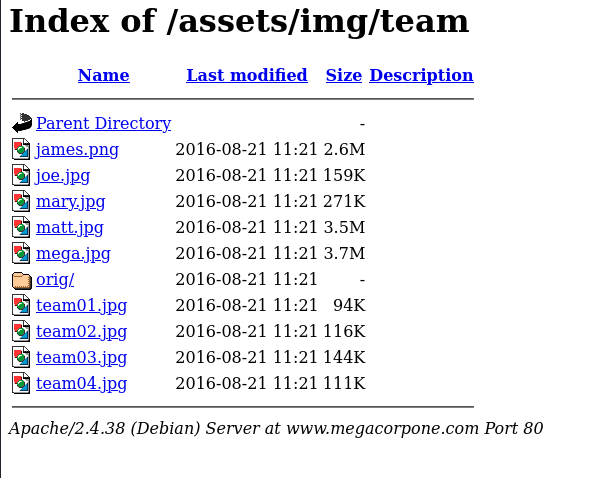 Index of /assets/img/team
Name Last modified Size Description
Parent Directory -
james.png 2016-08-21 11:21 2.6M
joe.jpg 2016-08-21 11:21 159K
mary.jpg 2016-08-21 11:21 271K
matt.jpg 2016-08-21 11:21 3.5M
mega.jpg 2016-08-21 11:21 3.7M
orig/ 2016-08-21 11:21 -
team01.jpg 2016-08-21 11:21 94K
team02.jpg 2016-08-21 11:21 116K
team03.jpg 2016-08-21 11:21 144K
team04.jpg 2016-08-21 11:21 111K
Apache/2.4.38 (Debian) Server at www.megacorpone.com Port 80